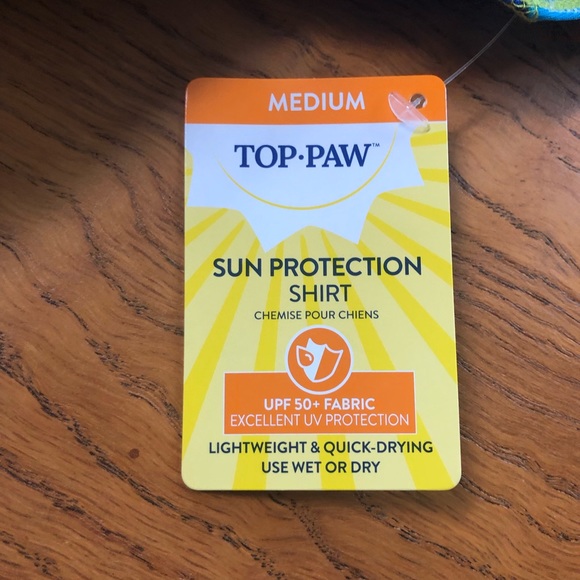 MEDIUM
TOP·PAW™
SUN PROTECTION
SHIRT
CHEMISE POUR CHIENS
UPF 50+ FABRIC
EXCELLENT UV PROTECTION
LIGHTWEIGHT & QUICK-DRYING
USE WET OR DRY